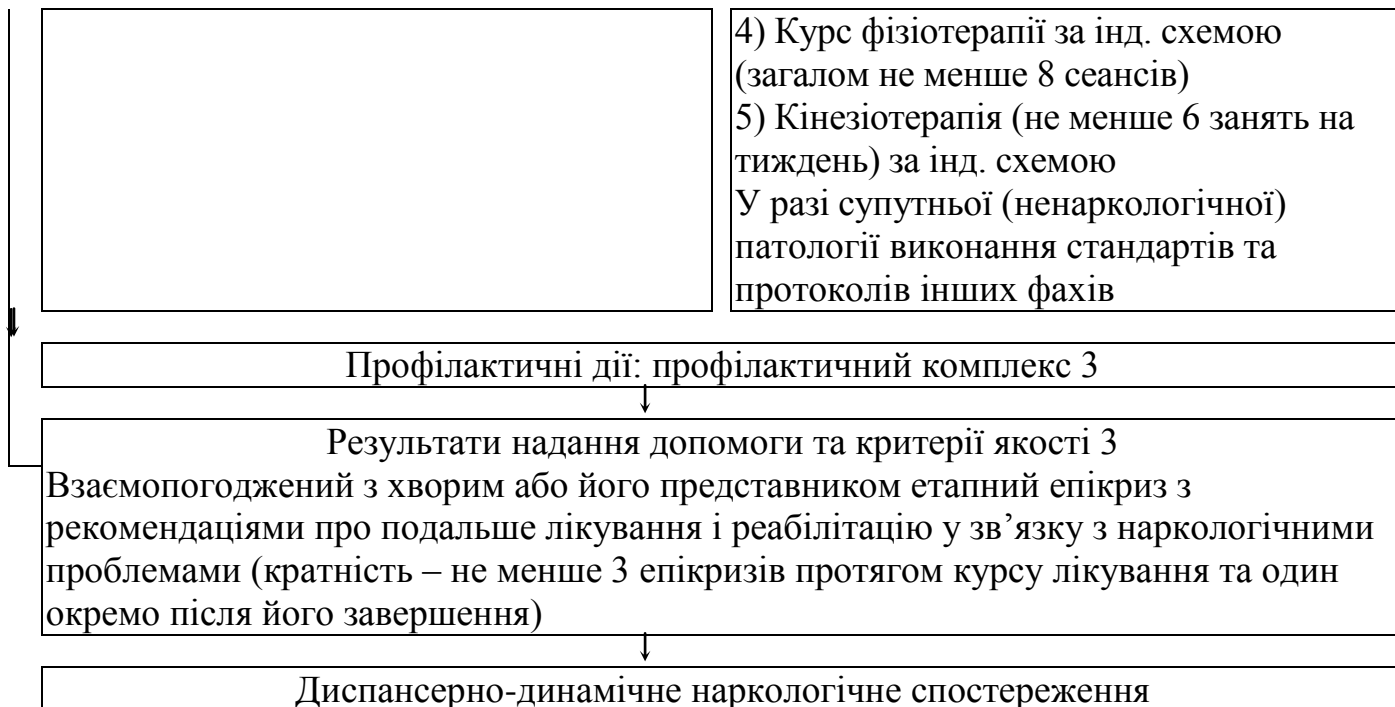 4) Курс фізіотерапії за інд. схемою
(загалом не менше 8 сеансів)
5) Кінезіотерапія (не менше 6 занять на
тиждень) за інд. схемою
У разі супутньої (ненаркологічної)
патології виконання стандартів та
протоколів інших фахів
Профілактичні дії: профілактичний комплекс 3
Результати надання допомоги та критерії якості 3
Взаємопогоджений з хворим або його представником етапний епікриз з
рекомендаціями про подальше лікування і реабілітацію у зв’язку з наркологічними
проблемами (кратність – не менше 3 епікризів протягом курсу лікування та один
окремо після його завершення)
Диспансерно-динамічне наркологічне спостереження